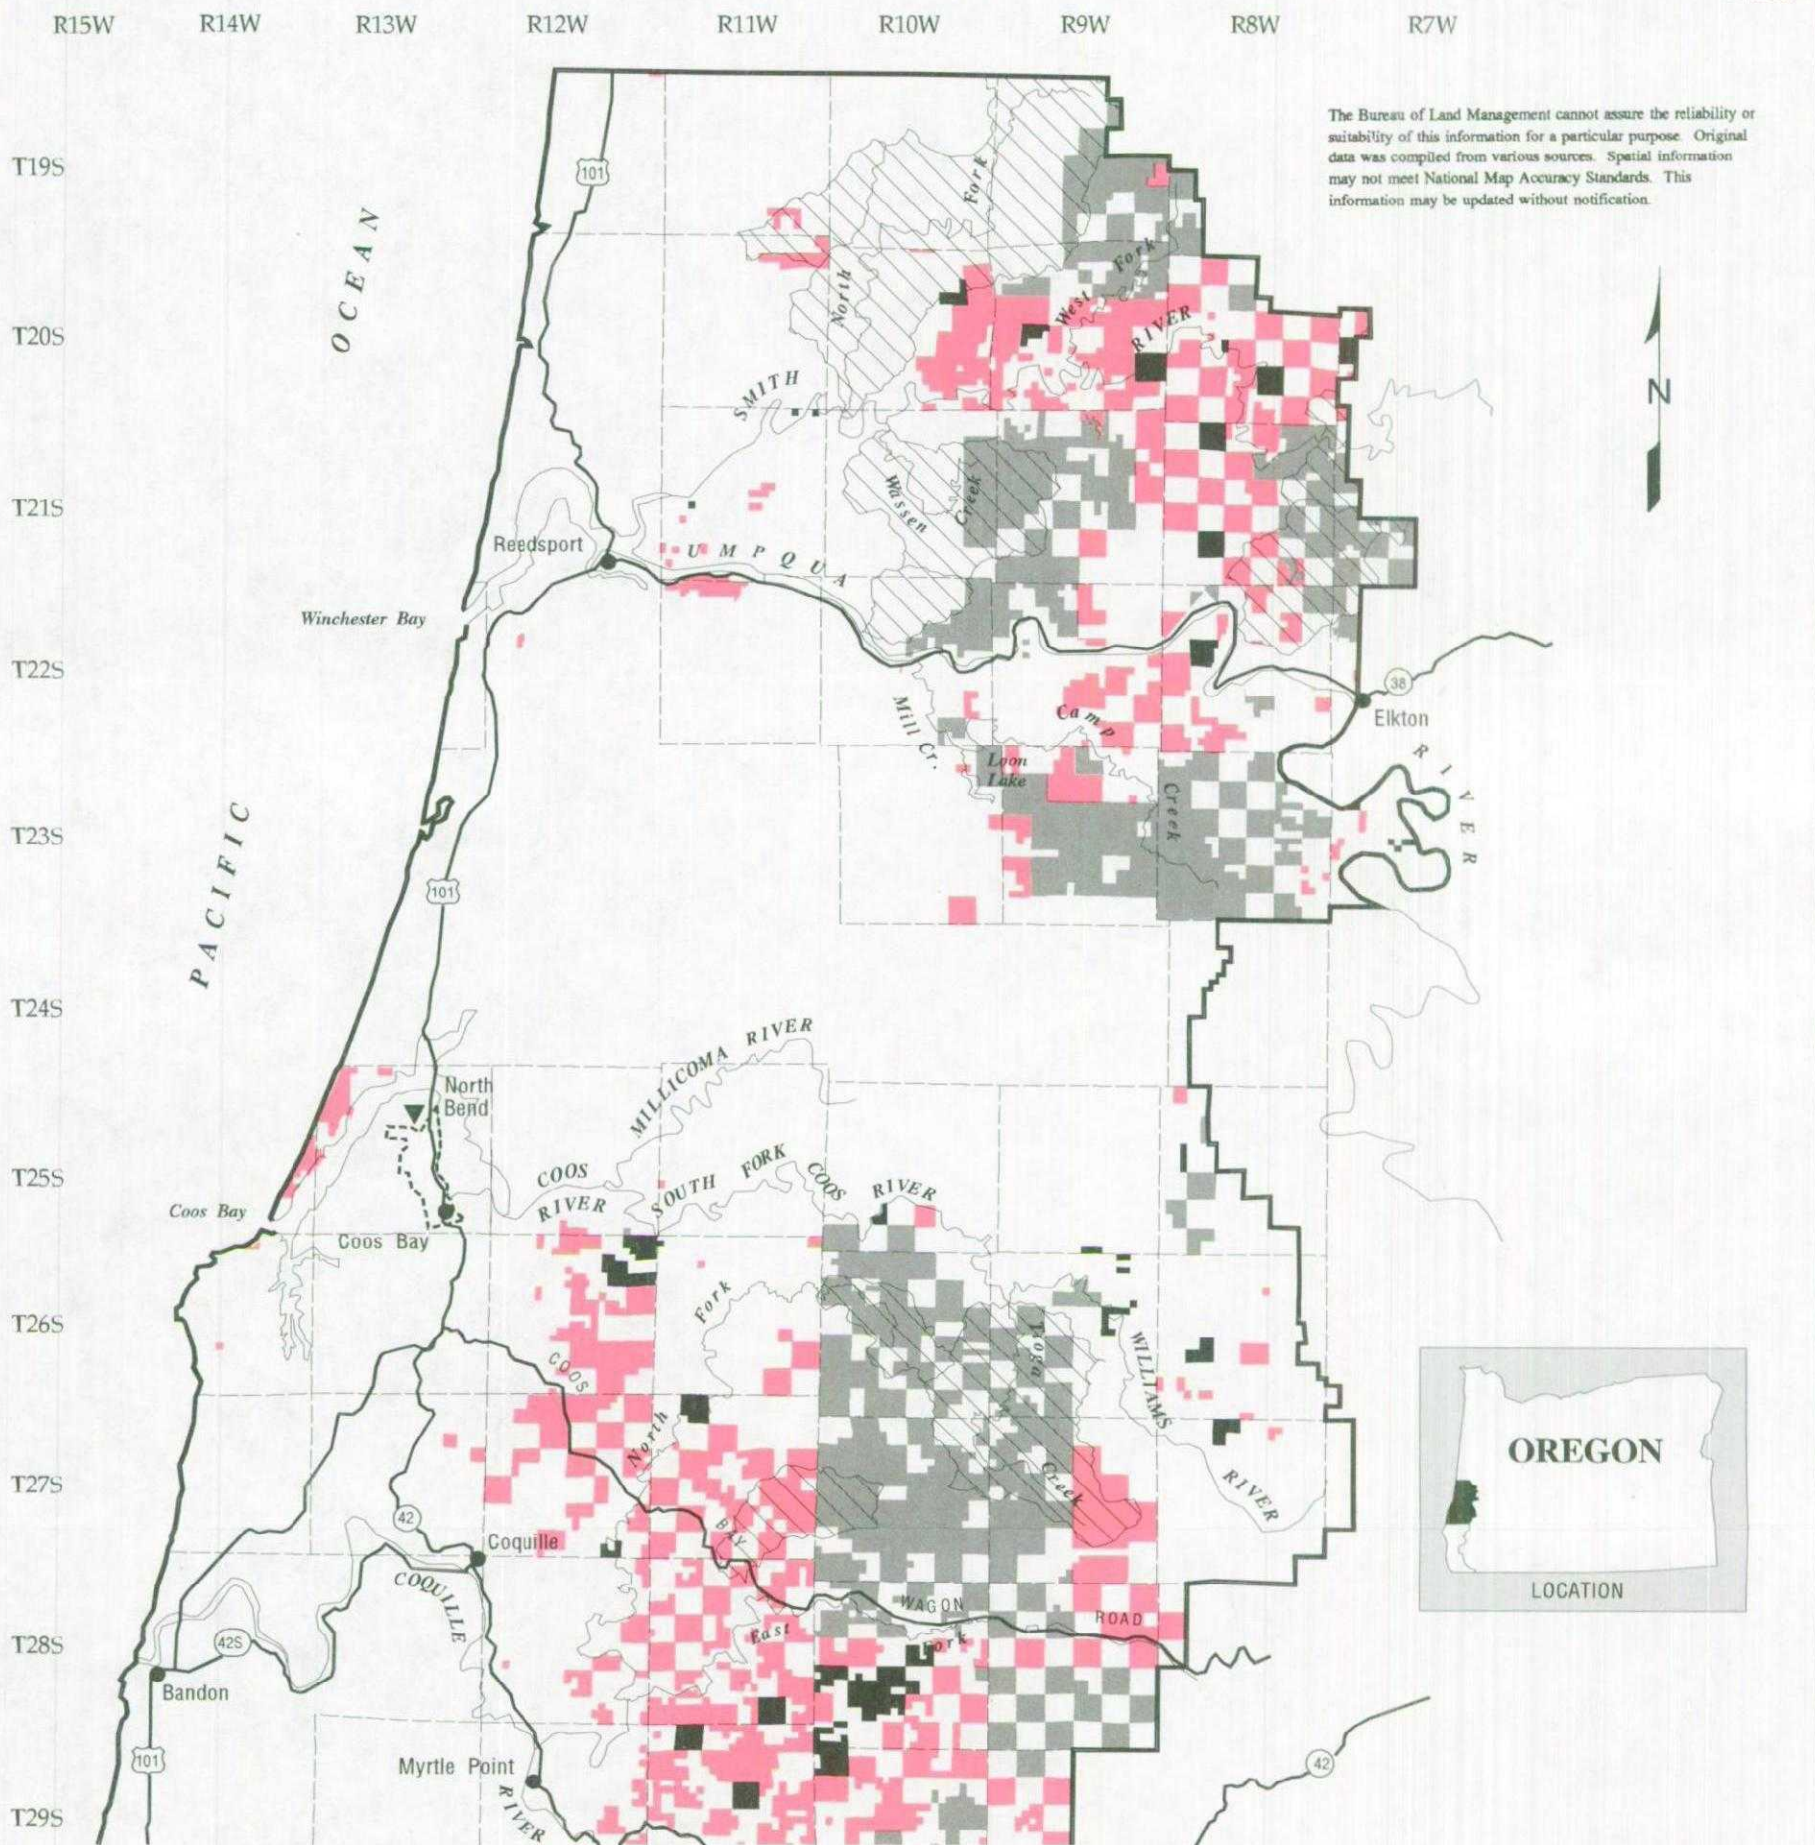 R15W R14W R13W R12W R11W R10W R9W R8W R7W
The Bureau of Land Management cannot assure the reliability or
suitability of this information for a particular purpose. Original
data was compiled from various sources. Spatial information
may not meet National Map Accuracy Standards. This
information may be updated without notification.
T19S
T20S
T21S
T22S
T23S
T24S
T25S
T26S
T27S
T28S
T29S
PACIFIC
OCEAN
101
North
Fork
West
Fork
SMITH
RIVER
N
Wassen
Creek
Reedsport
UMPQUA
Winchester Bay
38
Elkton
RIVER
Mill Cr.
Camp
Creek
Loon
Lake
101
North
Bend
MILLICOMA RIVER
COOS
RIVER
SOUTH FORK
COOS
RIVER
Coos Bay
Coos Bay
Fork
North
COOS
BAY
WAGON
ROAD
Tioga
Creek
WILLIAMS
RIVER
42
Coquille
COQUILLE
RIVER
East
Fork
42S
Bandon
Myrtle Point
101
42
OREGON
LOCATION